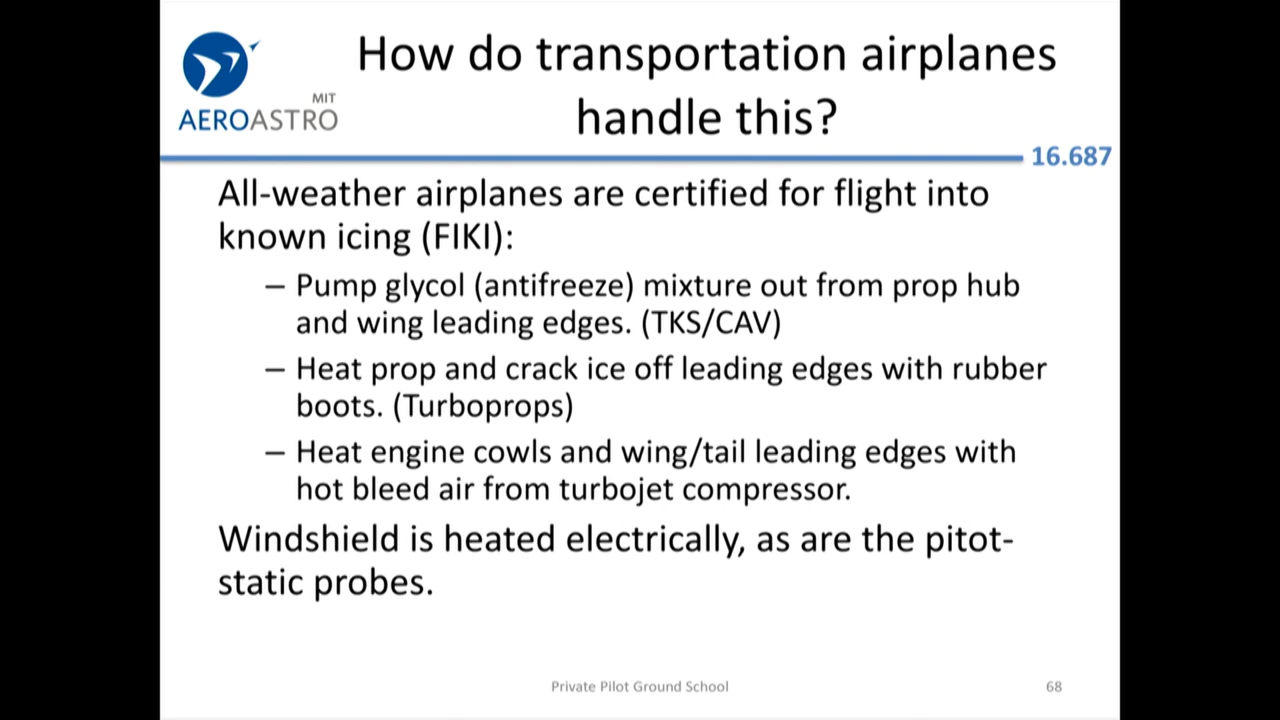 How do transportation airplanes
handle this?
MIT
AEROASTRO
16.687
All-weather airplanes are certified for flight into
known icing (FIKI):
– Pump glycol (antifreeze) mixture out from prop hub
and wing leading edges. (TKS/CAV)
– Heat prop and crack ice off leading edges with rubber
boots. (Turboprops)
– Heat engine cowls and wing/tail leading edges with
hot bleed air from turbojet compressor.
Windshield is heated electrically, as are the pitot-
static probes.
Private Pilot Ground School
68